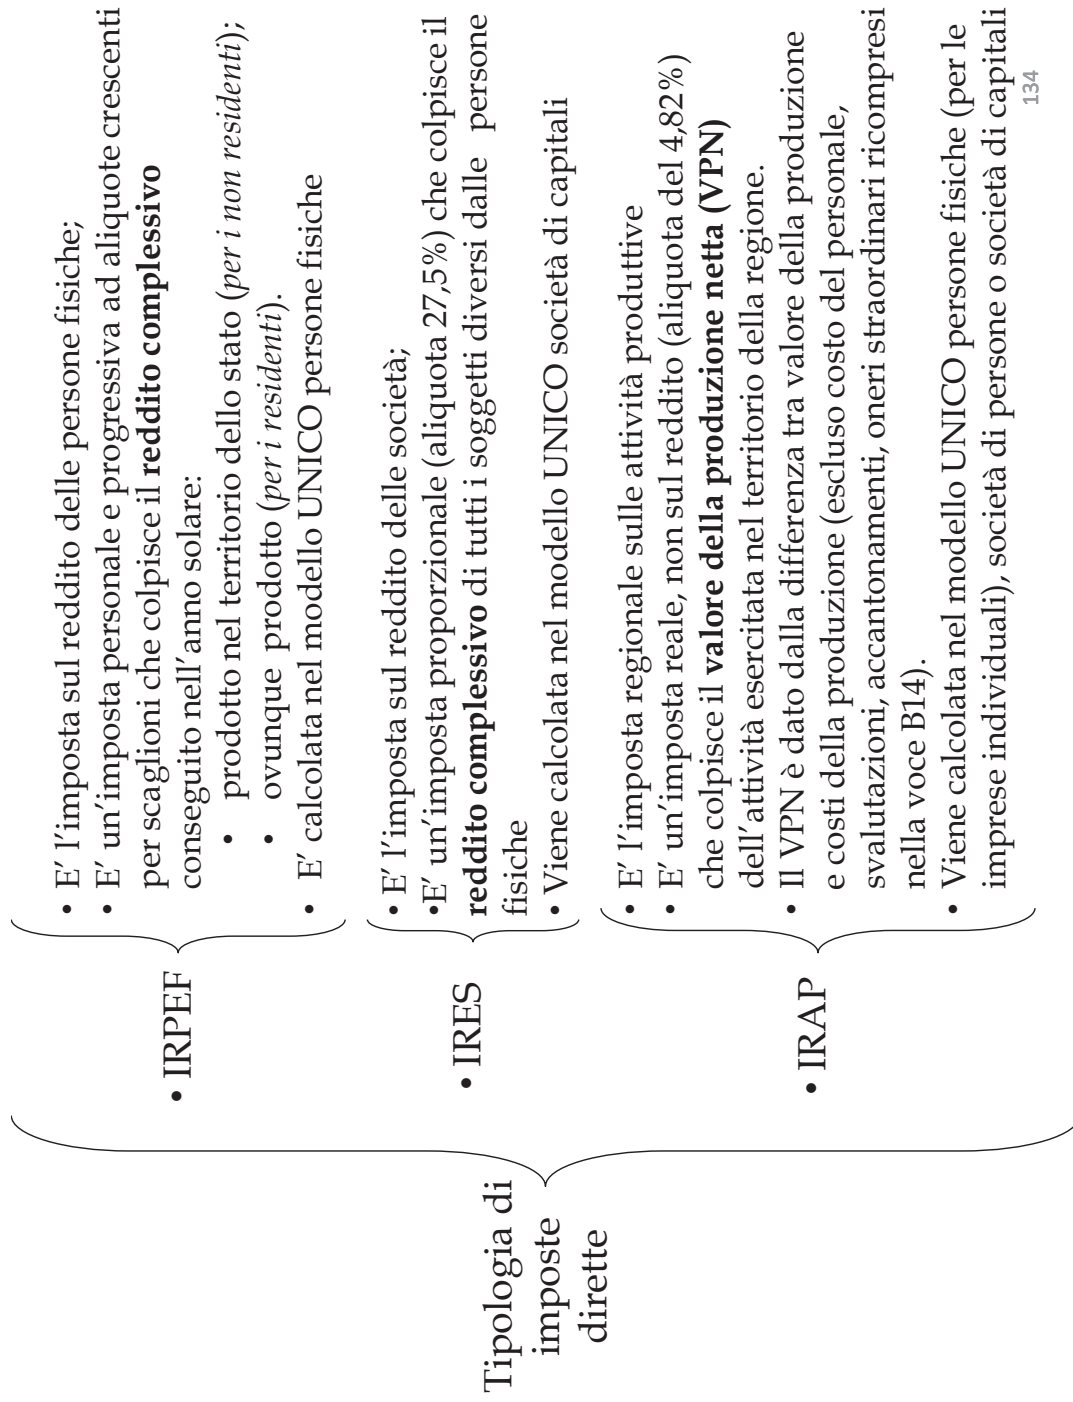 Tipologia di
imposte
dirette
• IRPEF
• E′ l′imposta sul reddito delle persone fisiche;
• E′ un′imposta personale e progressiva ad aliquote crescenti
per scaglioni che colpisce il reddito complessivo
conseguito nell′anno solare:
• prodotto nel territorio dello stato (per i non residenti);
• ovunque prodotto (per i residenti).
• E′ calcolata nel modello UNICO persone fisiche
• IRES
• E′ l′imposta sul reddito delle società;
•E′ un′imposta proporzionale (aliquota 27,5%) che colpisce il
reddito complessivo di tutti i soggetti diversi dalle persone
fisiche
• Viene calcolata nel modello UNICO società di capitali
• IRAP
• E′ l′imposta regionale sulle attività produttive
• E′ un′imposta reale, non sul reddito (aliquota del 4,82%)
che colpisce il valore della produzione netta (VPN)
dell′attività esercitata nel territorio della regione.
• Il VPN è dato dalla differenza tra valore della produzione
e costi della produzione (escluso costo del personale,
svalutazioni, accantonamenti, oneri straordinari ricompresi
nella voce B14).
• Viene calcolata nel modello UNICO persone fisiche (per le
imprese individuali), società di persone o società di capitali
134